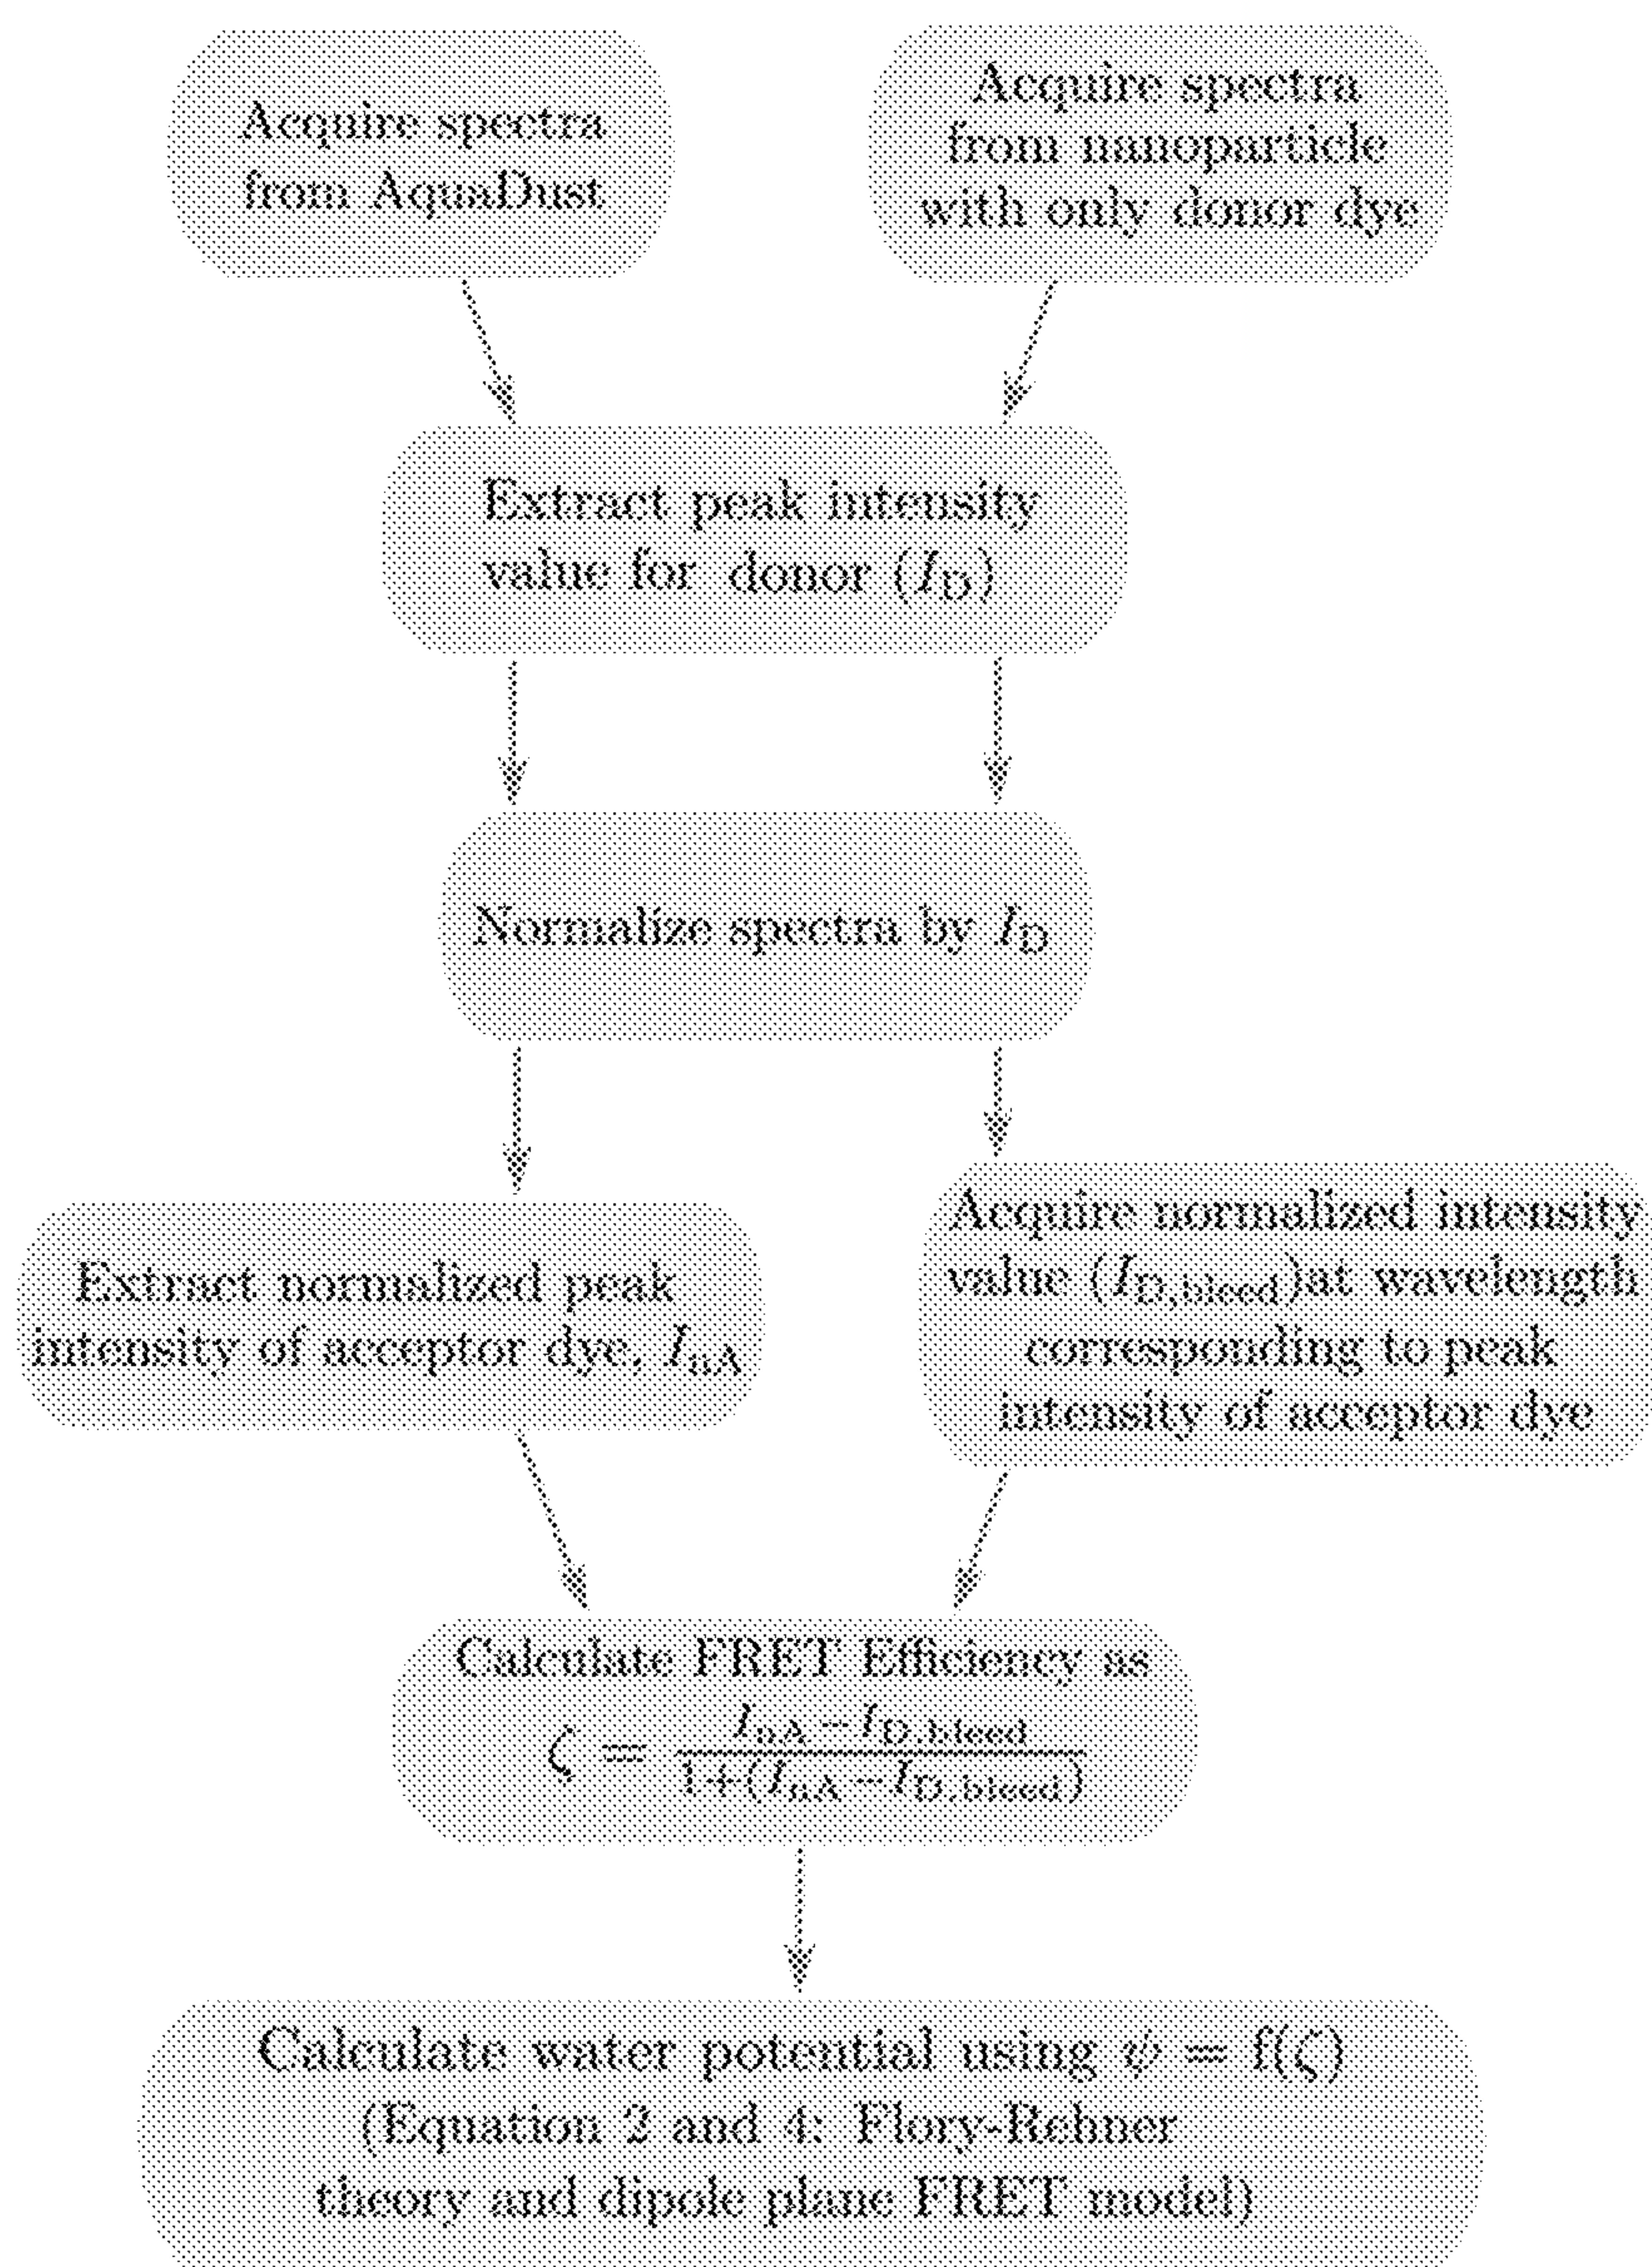 Acquire spectra
from AquaDust
Acquire spectra
from nanoparticle
with only donor dye
Extract peak intensity
value for donor (I_D)
Normalize spectra by I_D
Extract normalized peak
intensity of acceptor dye, I_nA
Acquire normalized intensity
value (I_D,bleed)at wavelength
corresponding to peak
intensity of acceptor dye
Calculate FRET Efficiency as
ζ = (I_nA−I_D,bleed)/(1+(I_nA−I_D,bleed))
Calculate water potential using ψ = f(ζ)
(Equation 2 and 4: Flory-Rehner
theory and dipole plane FRET model)